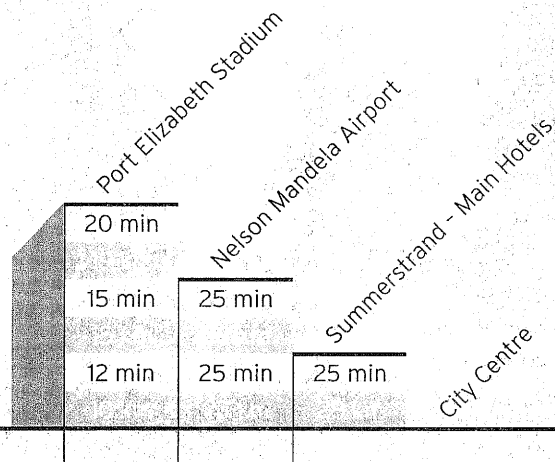 Port Elizabeth Stadium
Nelson Mandela Airport
Summerstrand - Main Hotels
City Centre
20 min
15 min 25 min
12 min 25 min 25 min